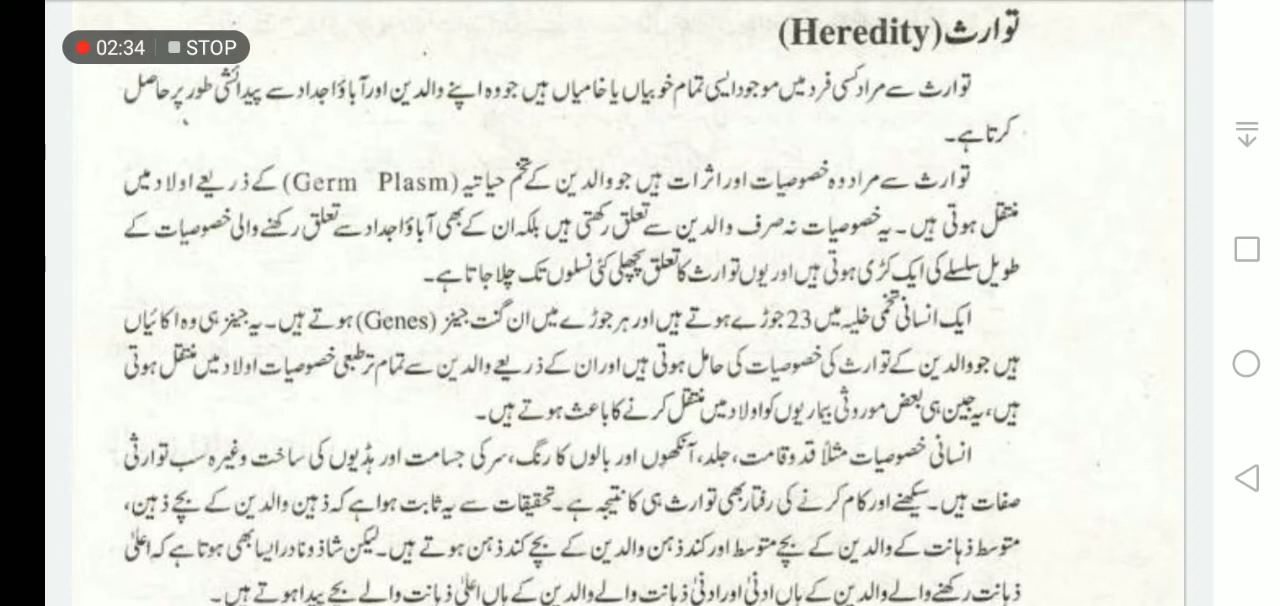 توارث (Heredity)
02:34 STOP
توارث سے مراد کسی فرد میں موجود ایسی تمام خوبیاں یا خامیاں ہیں جو وہ اپنے والدین اور آباؤ اجداد سے پیدائشی طور پر حاصل
کرتا ہے۔
توارث سے مراد وہ خصوصیات اور اثرات ہیں جو والدین کے تخم حیاتیہ (Germ Plasm) کے ذریعے اولاد میں
منتقل ہوتی ہیں۔ یہ خصوصیات نہ صرف والدین سے تعلق رکھتی ہیں بلکہ ان کے بھی آباؤ اجداد سے تعلق رکھنے والی خصوصیات کے
طویل سلسلے کی ایک کڑی ہوتی ہیں اور یوں توارث کا تعلق پچھلی کئی نسلوں تک چلا جاتا ہے۔
ایک انسانی تخمی خلیہ میں 23 جوڑے ہوتے ہیں اور ہر جوڑے میں ان گنت جینز (Genes) ہوتے ہیں۔ یہ جینز ہی وہ اکائیاں
ہیں جو والدین کے توارث کی خصوصیات کی حامل ہوتی ہیں اور ان کے ذریعے والدین سے تمام تر طبعی خصوصیات اولاد میں منتقل ہوتی
ہیں، یہ جین ہی بعض موروثی بیماریوں کو اولاد میں منتقل کرنے کا باعث ہوتے ہیں۔
انسانی خصوصیات مثلاً قد و قامت، جلد، آنکھوں اور بالوں کا رنگ، سر کی جسامت اور ہڈیوں کی ساخت وغیرہ سب توارثی
صفات ہیں۔ سیکھنے اور کام کرنے کی رفتار بھی توارث ہی کا نتیجہ ہے۔ تحقیقات سے یہ ثابت ہوا ہے کہ ذہین والدین کے بچے ذہین،
متوسط ذہانت کے والدین کے بچے متوسط اور کند ذہن والدین کے بچے کند ذہن ہوتے ہیں۔ لیکن شاذ و نادر ایسا بھی ہوتا ہے کہ اعلیٰ
ذہانت رکھنے والے والدین کے ہاں ادنیٰ اور ادنیٰ ذہانت والے والدین کے ہاں اعلیٰ ذہانت والے بچے پیدا ہوتے ہیں۔